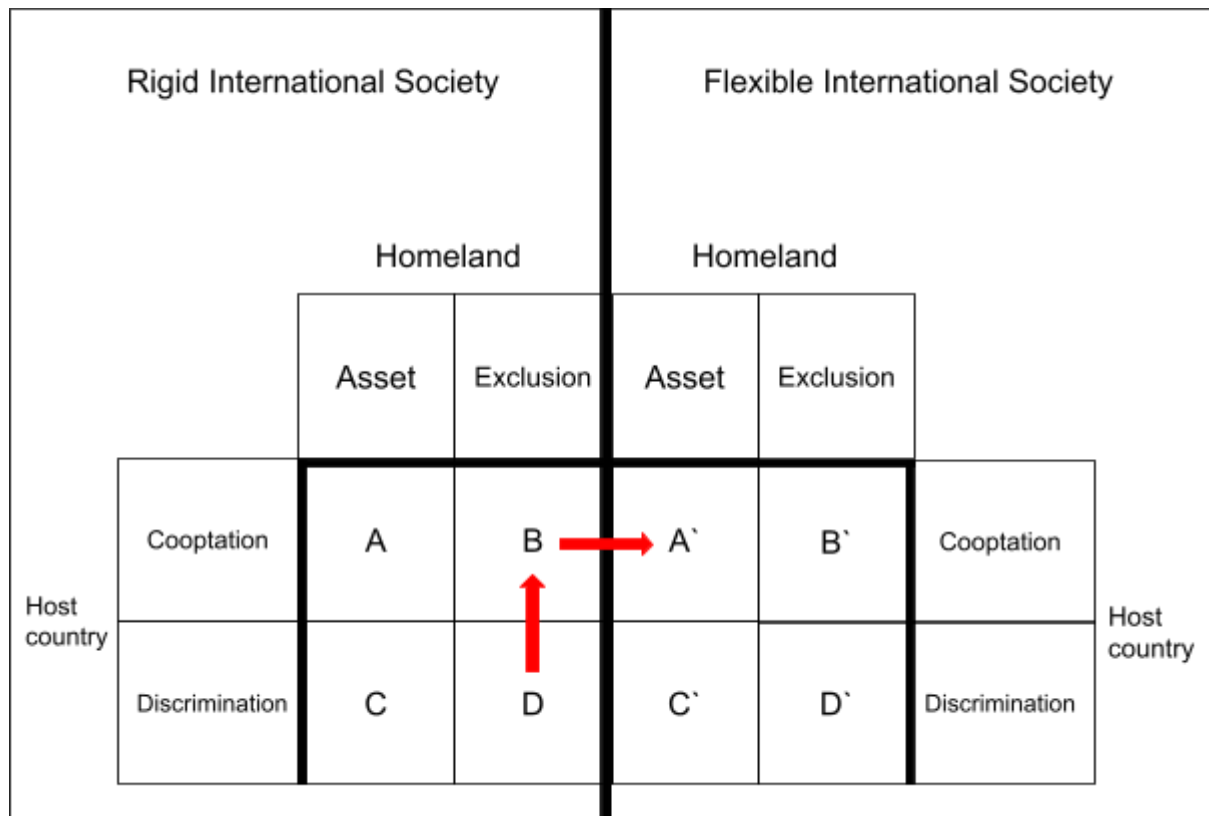 Rigid International Society
Flexible International Society
Homeland
Homeland
Asset
Exclusion
Asset
Exclusion
Cooptation
A
B
A`
B`
Cooptation
Host
country
Host
country
Discrimination
C
D
C`
D`
Discrimination